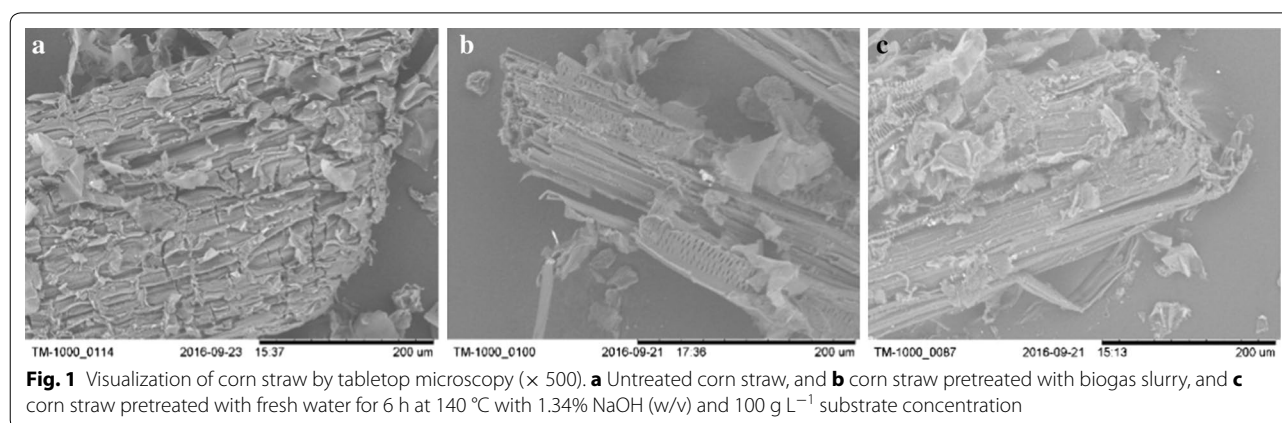 a
b
c
TM-1000_0114 2016-09-23 15:37 200 um
TM-1000_0100 2016-09-21 17:36 200 um
TM-1000_0087 2016-09-21 15:13 200 um
Fig. 1 Visualization of corn straw by tabletop microscopy (× 500). a Untreated corn straw, and b corn straw pretreated with biogas slurry, and c
corn straw pretreated with fresh water for 6 h at 140 °C with 1.34% NaOH (w/v) and 100 g L⁻¹ substrate concentration